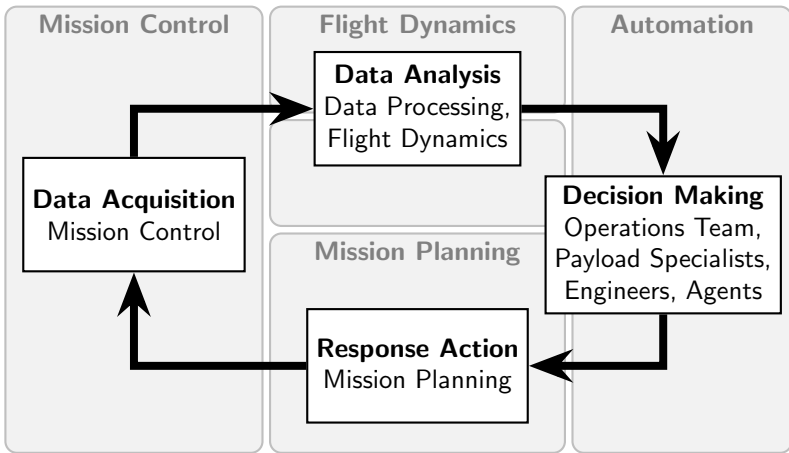 Mission Control
Flight Dynamics
Automation
Data Analysis
Data Processing,
Flight Dynamics
Data Acquisition
Mission Control
Decision Making
Operations Team,
Payload Specialists,
Engineers, Agents
Mission Planning
Response Action
Mission Planning